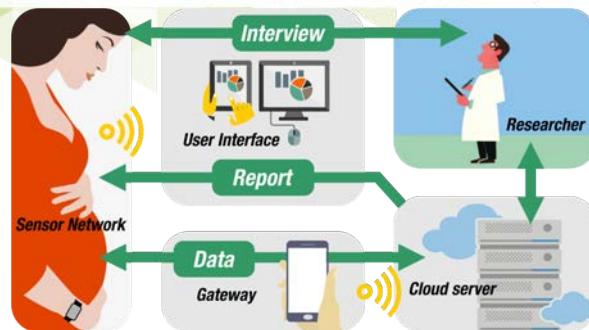 Interview
User Interface
Researcher
Report
Sensor Network
Data
Gateway
Cloud server